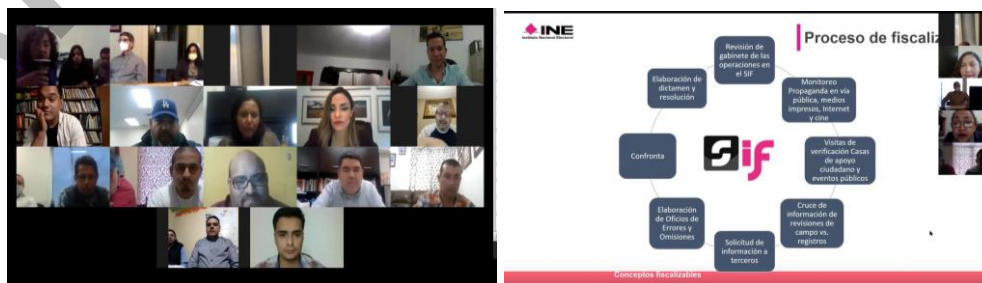 INE
Instituto Nacional Electoral
Proceso de fiscaliz
Revisión de
gabinete de las
operaciones en
el SIF
Monitoreo
Propaganda en vía
pública, medios
impresos, Internet
y cine
Visitas de
verificación Casas
de apoyo
ciudadano y
eventos públicos
Cruce de
información de
revisiones de
campo vs.
registros
Solicitud de
información a
terceros
Elaboración
de Oficios de
Errores y
Omisiones
Confronta
Elaboración de
dictamen y
resolución
Sif
Conceptos fiscalizables